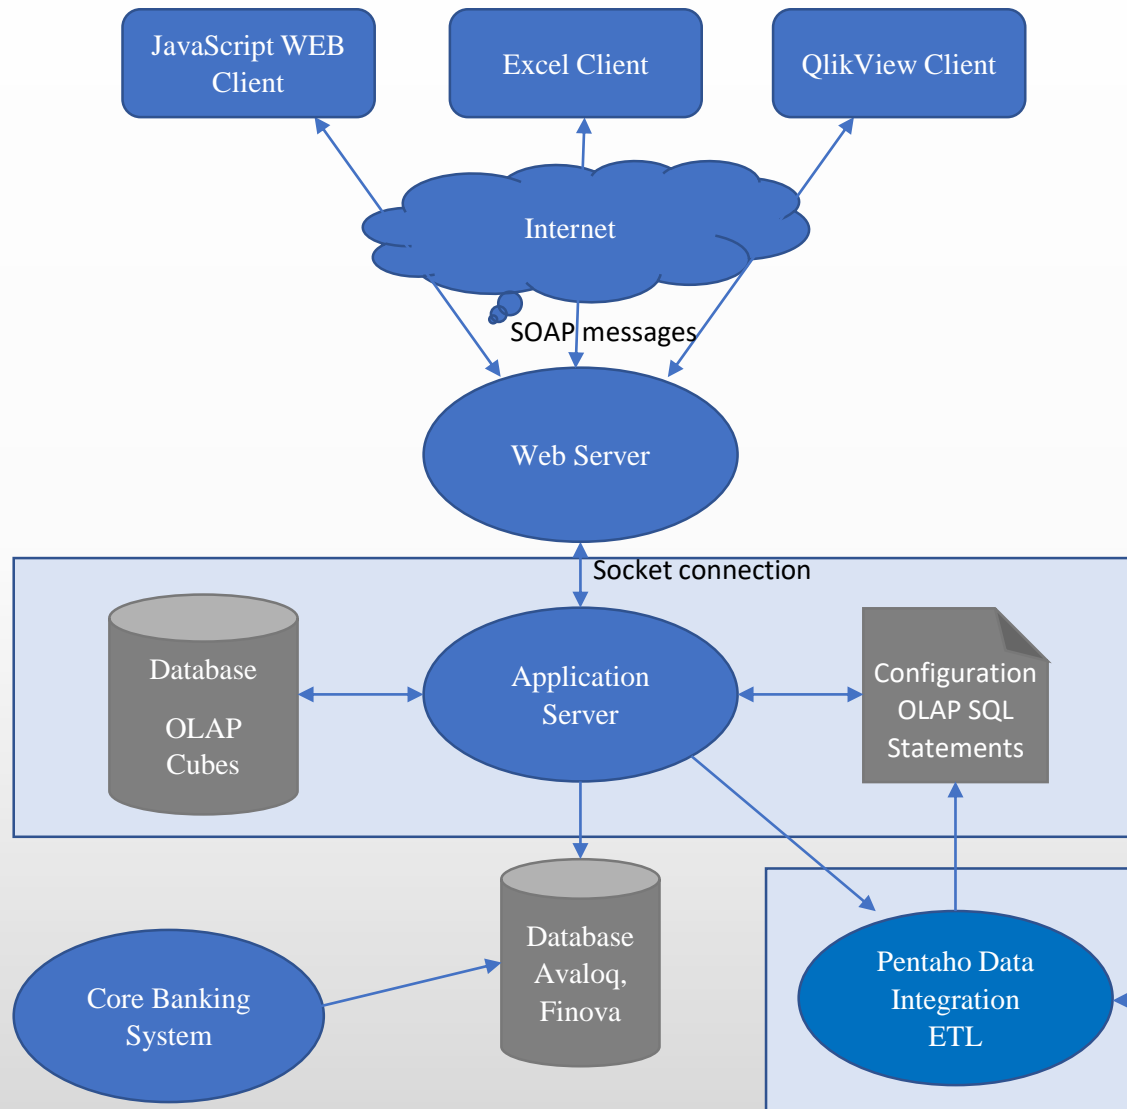 JavaScript WEB
Client
Excel Client
QlikView Client
Internet
SOAP messages
Web Server
Socket connection
Database
OLAP
Cubes
Application
Server
Configuration
OLAP SQL
Statements
Database
Avaloq,
Finova
Core Banking
System
Pentaho Data
Integration
ETL